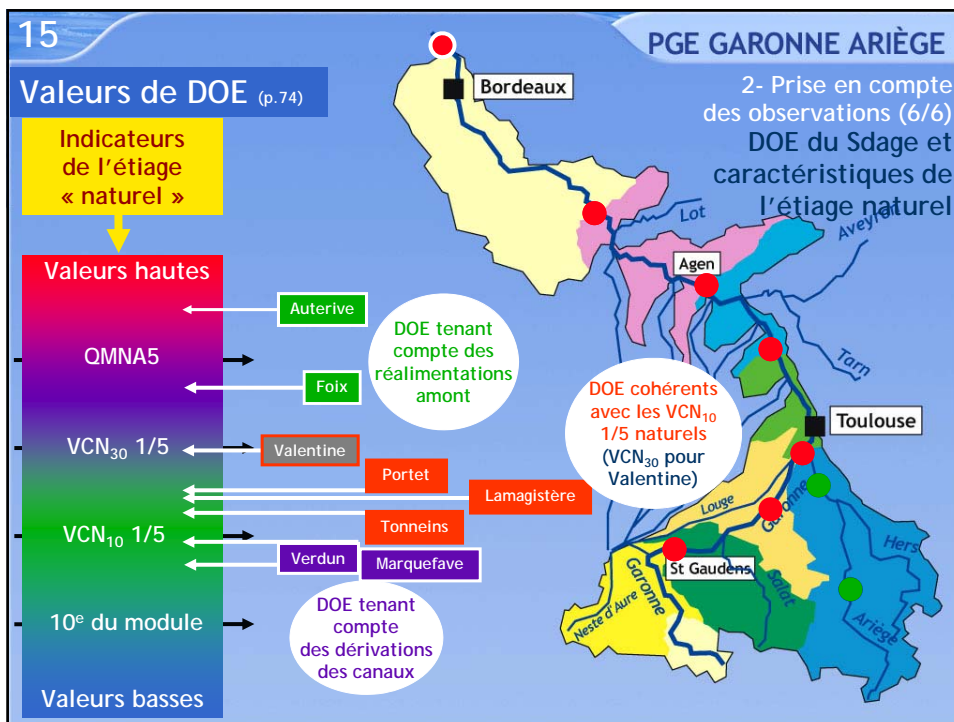 15
PGE GARONNE ARIÈGE
Valeurs de DOE (p.74)
2- Prise en compte
des observations (6/6)
DOE du Sdage et
caractéristiques de
l'étiage naturel
Indicateurs
de l'étiage
« naturel »
Valeurs hautes
QMNA5
VCN30 1/5
VCN10 1/5
10e du module
Valeurs basses
Auterive
Foix
Valentine
Portet
Lamagistère
Tonneins
Verdun
Marquefave
DOE tenant
compte des
réalimentations
amont
DOE cohérents
avec les VCN10
1/5 naturels
(VCN30 pour
Valentine)
DOE tenant
compte
des dérivations
des canaux
Bordeaux
Lot
Aveyron
Agen
Tarn
Toulouse
Louge
Garonne
Hers
St Gaudens
Salat
Garonne
Neste d'Aure
Ariège